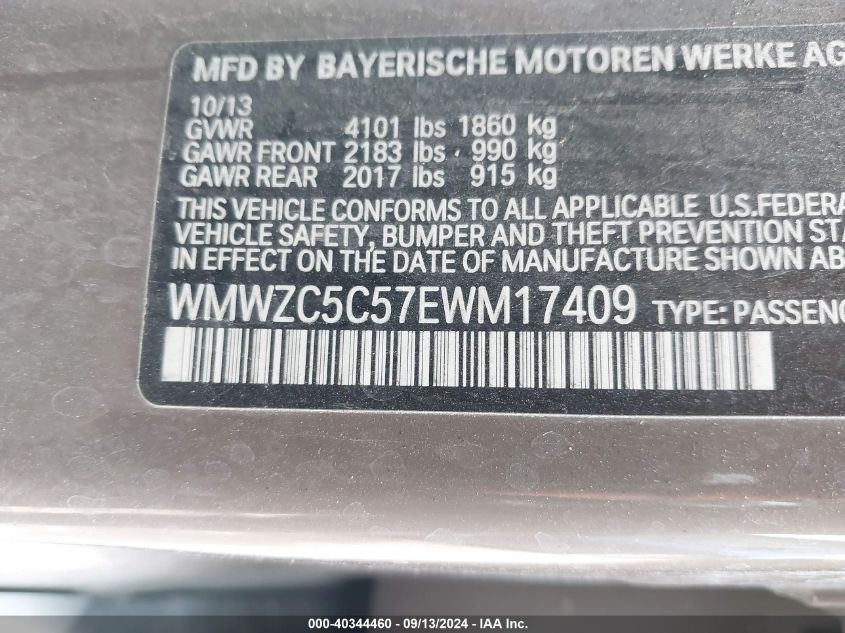 MFD BY BAYERISCHE MOTOREN WERKE AG
10/13
GVWR 4101 lbs 1860 kg
GAWR FRONT 2183 lbs 990 kg
GAWR REAR 2017 lbs 915 kg
THIS VEHICLE CONFORMS TO ALL APPLICABLE U.S.FEDERA
VEHICLE SAFETY, BUMPER AND THEFT PREVENTION STA
IN EFFECT ON THE DATE OF MANUFACTURE SHOWN AB
WMWZC5C57EWM17409 TYPE: PASSENG
000-40344460 - 09/13/2024 - IAA Inc.